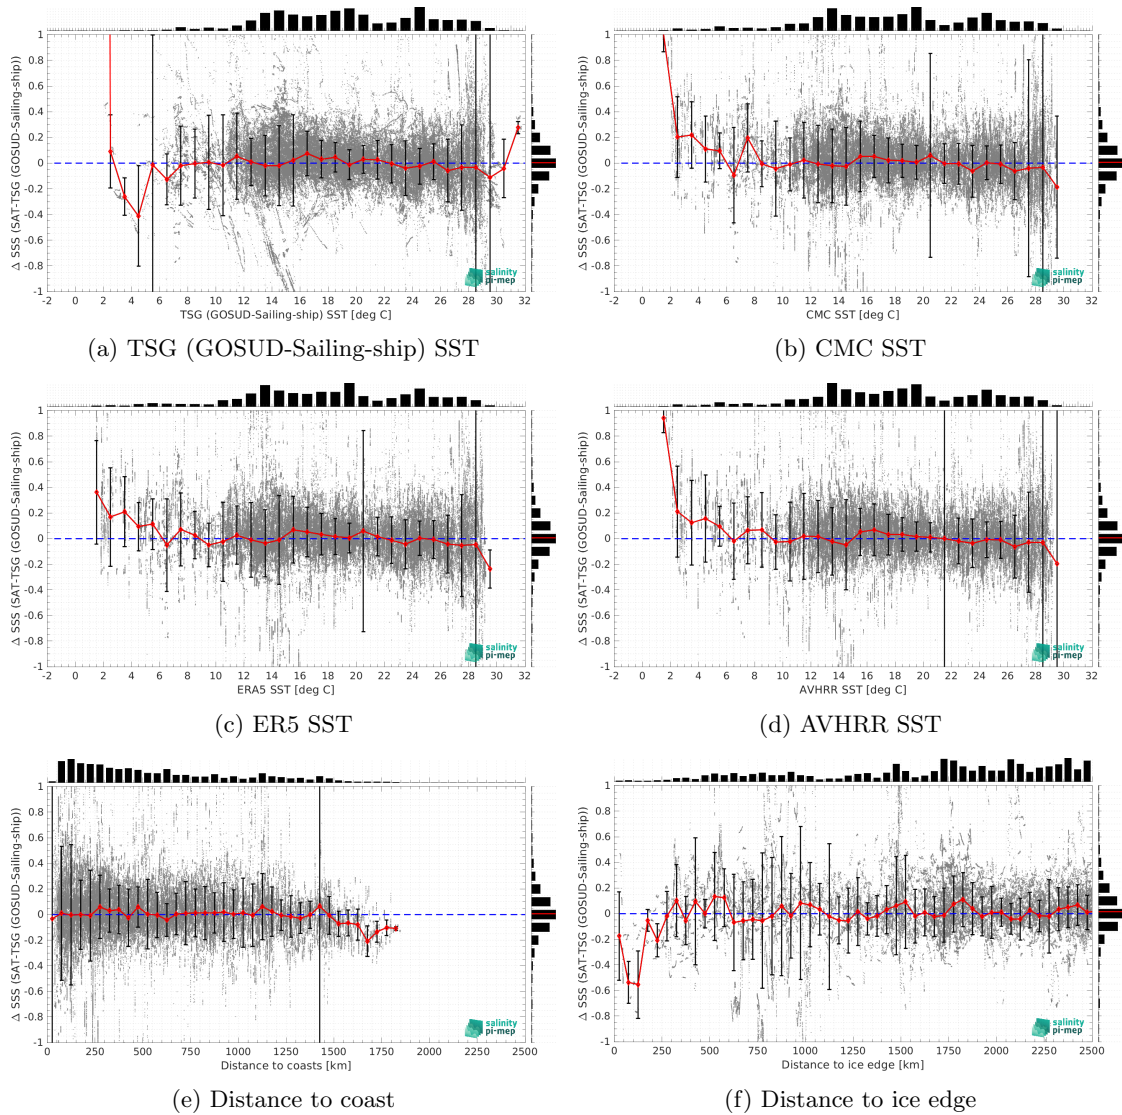 1
0.8
0.6
0.4
0.2
0
-0.2
-0.4
-0.6
-0.8
-1
Δ SSS (SAT-TSG (GOSUD-Sailing-ship))
-2 0 2 4 6 8 10 12 14 16 18 20 22 24 26 28 30 32
TSG (GOSUD-Sailing-ship) SST [deg C]
salinity
pi-mep
(a) TSG (GOSUD-Sailing-ship) SST
1
0.8
0.6
0.4
0.2
0
-0.2
-0.4
-0.6
-0.8
-1
Δ SSS (SAT-TSG (GOSUD-Sailing-ship))
-2 0 2 4 6 8 10 12 14 16 18 20 22 24 26 28 30 32
CMC SST [deg C]
salinity
pi-mep
(b) CMC SST
1
0.8
0.6
0.4
0.2
0
-0.2
-0.4
-0.6
-0.8
-1
Δ SSS (SAT-TSG (GOSUD-Sailing-ship))
-2 0 2 4 6 8 10 12 14 16 18 20 22 24 26 28 30 32
ERA5 SST [deg C]
salinity
pi-mep
(c) ER5 SST
1
0.8
0.6
0.4
0.2
0
-0.2
-0.4
-0.6
-0.8
-1
Δ SSS (SAT-TSG (GOSUD-Sailing-ship))
-2 0 2 4 6 8 10 12 14 16 18 20 22 24 26 28 30 32
AVHRR SST [deg C]
salinity
pi-mep
(d) AVHRR SST
1
0.8
0.6
0.4
0.2
0
-0.2
-0.4
-0.6
-0.8
-1
Δ SSS (SAT-TSG (GOSUD-Sailing-ship))
0 250 500 750 1000 1250 1500 1750 2000 2250 2500
Distance to coasts [km]
salinity
pi-mep
(e) Distance to coast
1
0.8
0.6
0.4
0.2
0
-0.2
-0.4
-0.6
-0.8
-1
Δ SSS (SAT-TSG (GOSUD-Sailing-ship))
0 250 500 750 1000 1250 1500 1750 2000 2250 2500
Distance to ice edge [km]
salinity
pi-mep
(f) Distance to ice edge